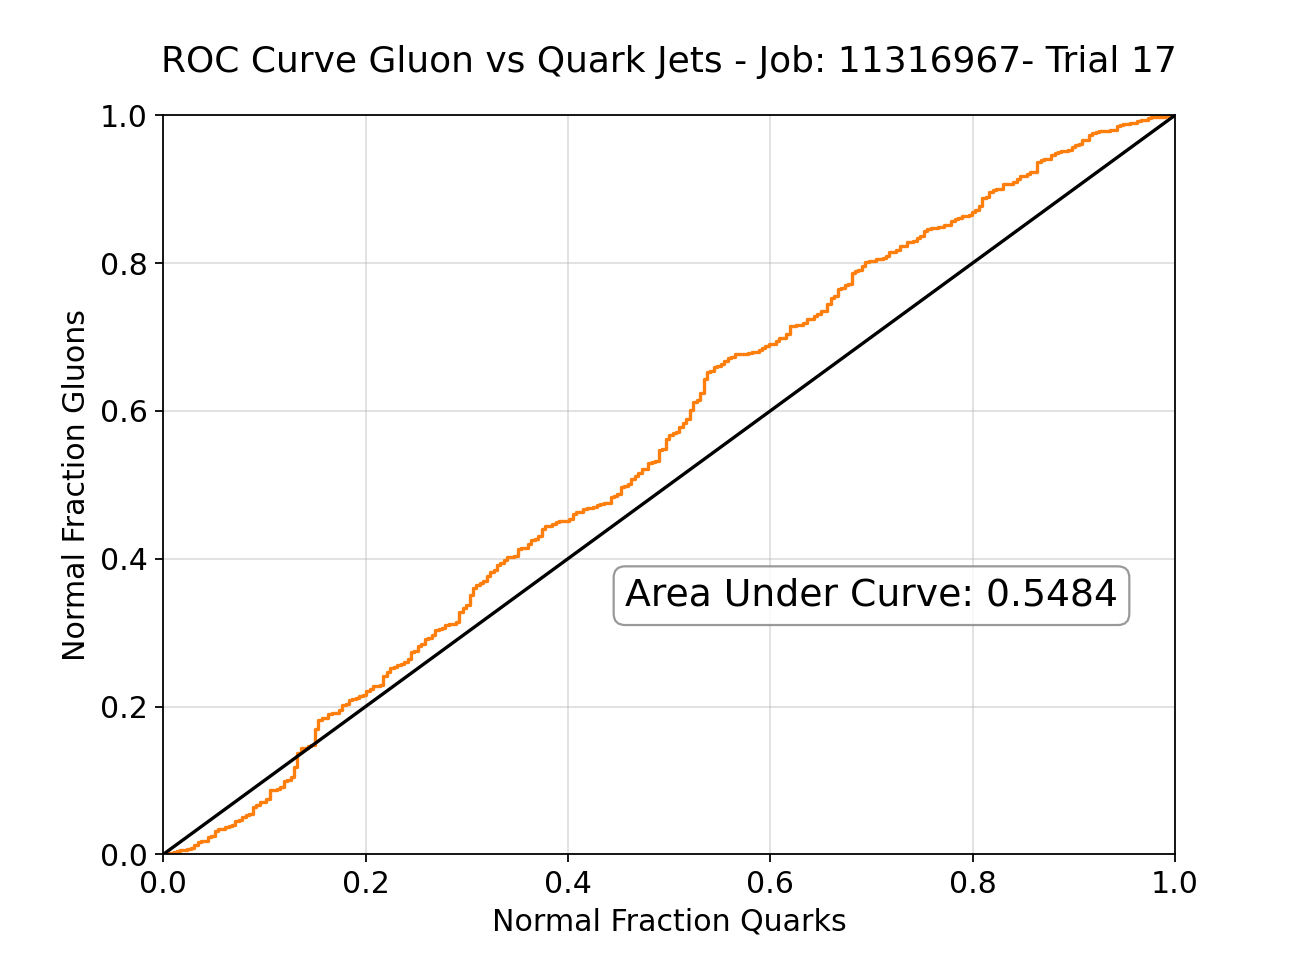 ROC Curve Gluon vs Quark Jets - Job: 11316967- Trial 17
1.0
0.8
0.6
0.4
0.2
0.0
Normal Fraction Gluons
Area Under Curve: 0.5484
0.0 0.2 0.4 0.6 0.8 1.0
Normal Fraction Quarks